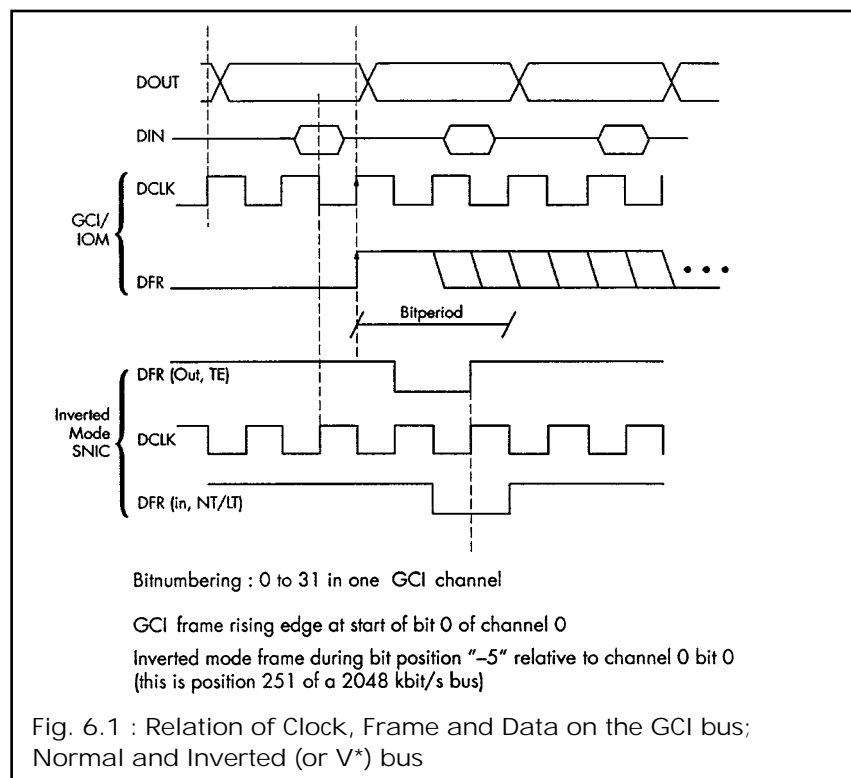 DOUT
DIN
DCLK
GCI/
IOM
DFR
• • •
Bitperiod
DFR (Out, TE)
Inverted
Mode
SNIC
DCLK
DFR (in, NT/LT)
Bitnumbering : 0 to 31 in one GCI channel
GCI frame rising edge at start of bit 0 of channel 0
Inverted mode frame during bit position "–5" relative to channel 0 bit 0
(this is position 251 of a 2048 kbit/s bus)
Fig. 6.1 : Relation of Clock, Frame and Data on the GCI bus;
Normal and Inverted (or V*) bus